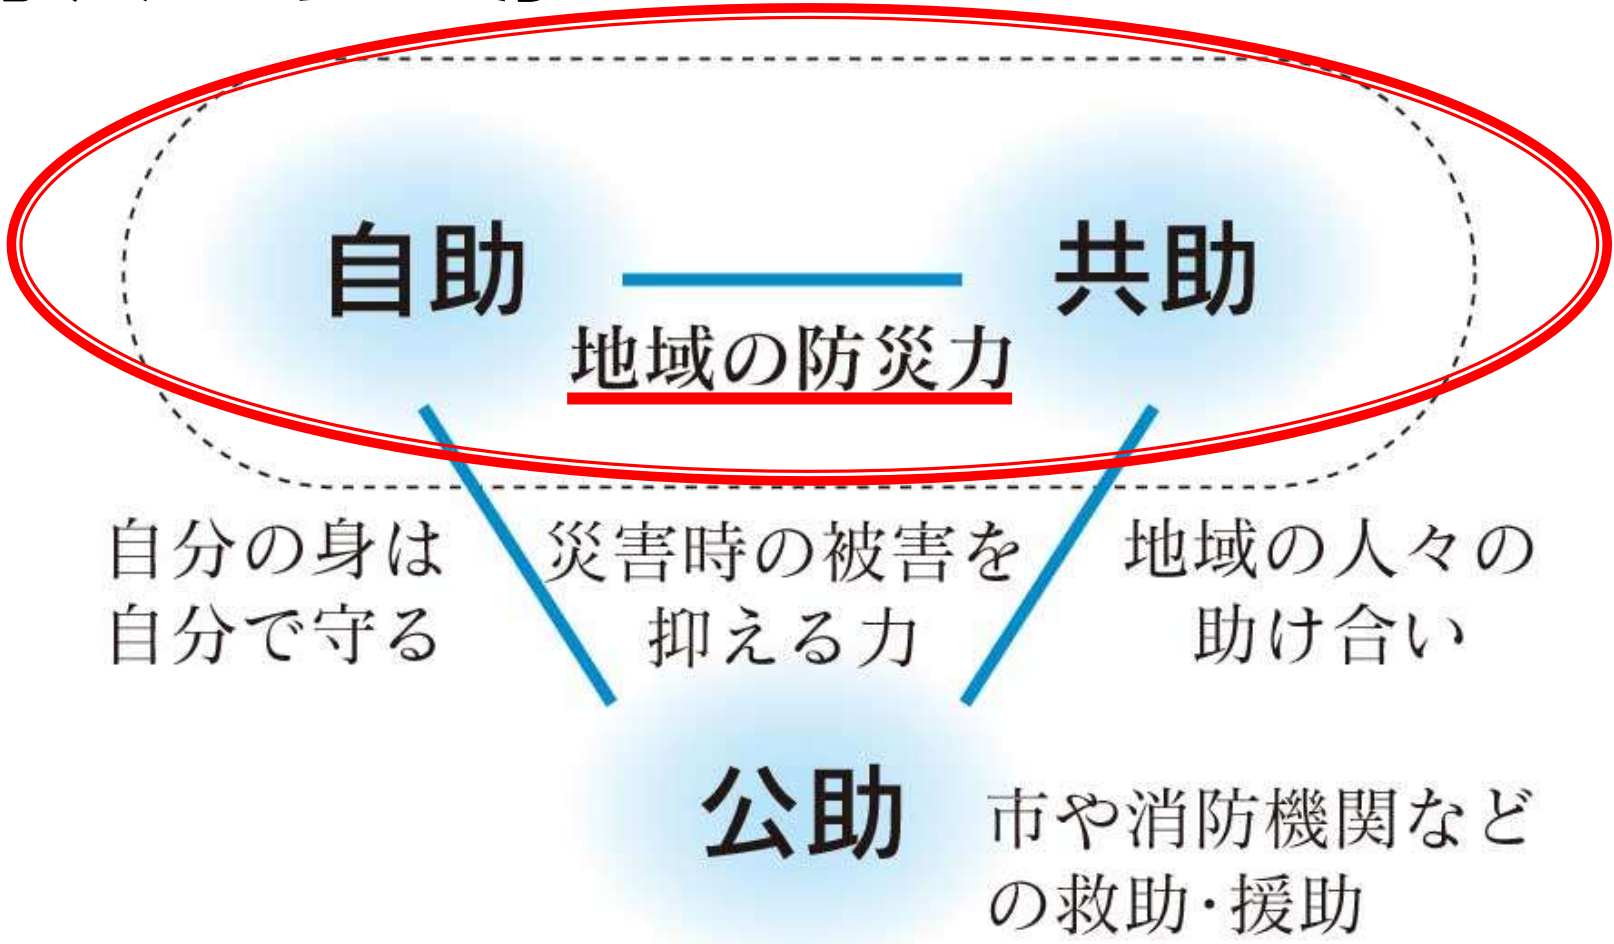 自助
共助
地域の防災力
自分の身は
自分で守る
災害時の被害を
抑える力
地域の人々の
助け合い
公助
市や消防機関など
の救助・援助